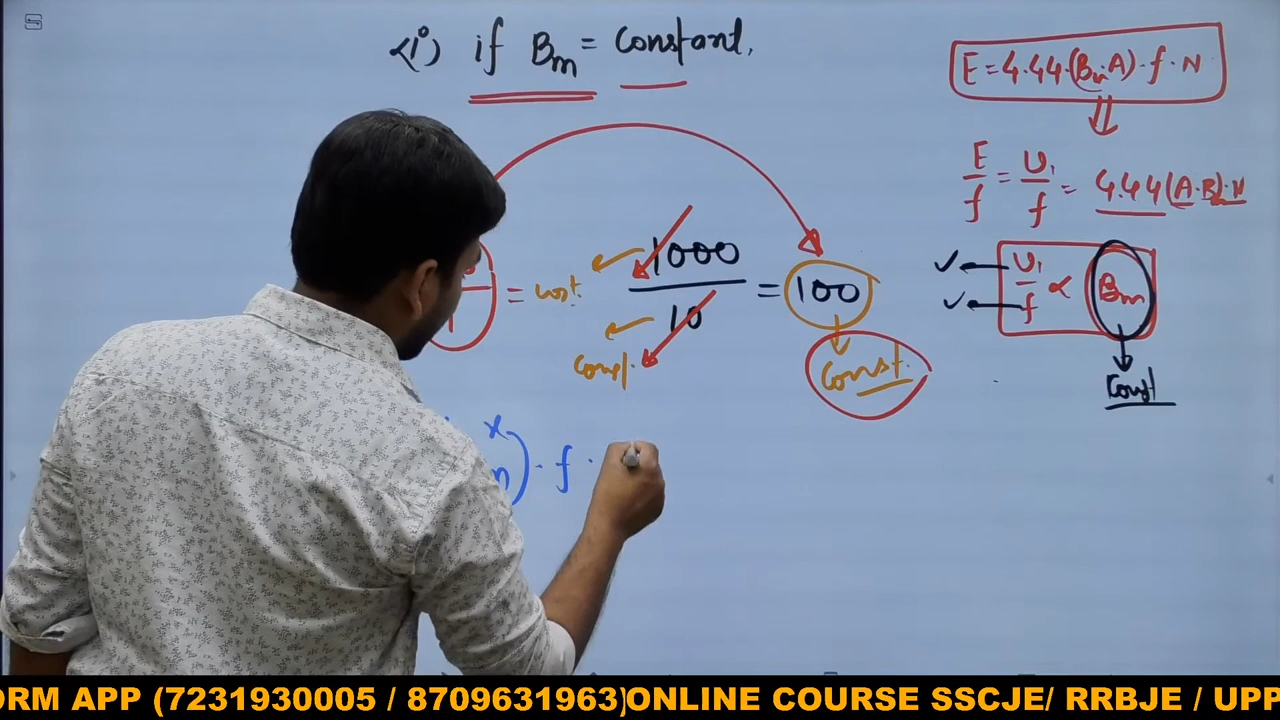 (i) if Bm = Constant,
E = 4.44 (Bm·A) · f · N
E/f = V1/f = 4.44 (A·Bm)·N
= const. 1000/10 = 100
const.
Const.
V1/f ∝ Bm
Const
x
m) · f ·
ORM APP (7231930005 / 8709631963)ONLINE COURSE SSCJE/ RRBJE / UPP